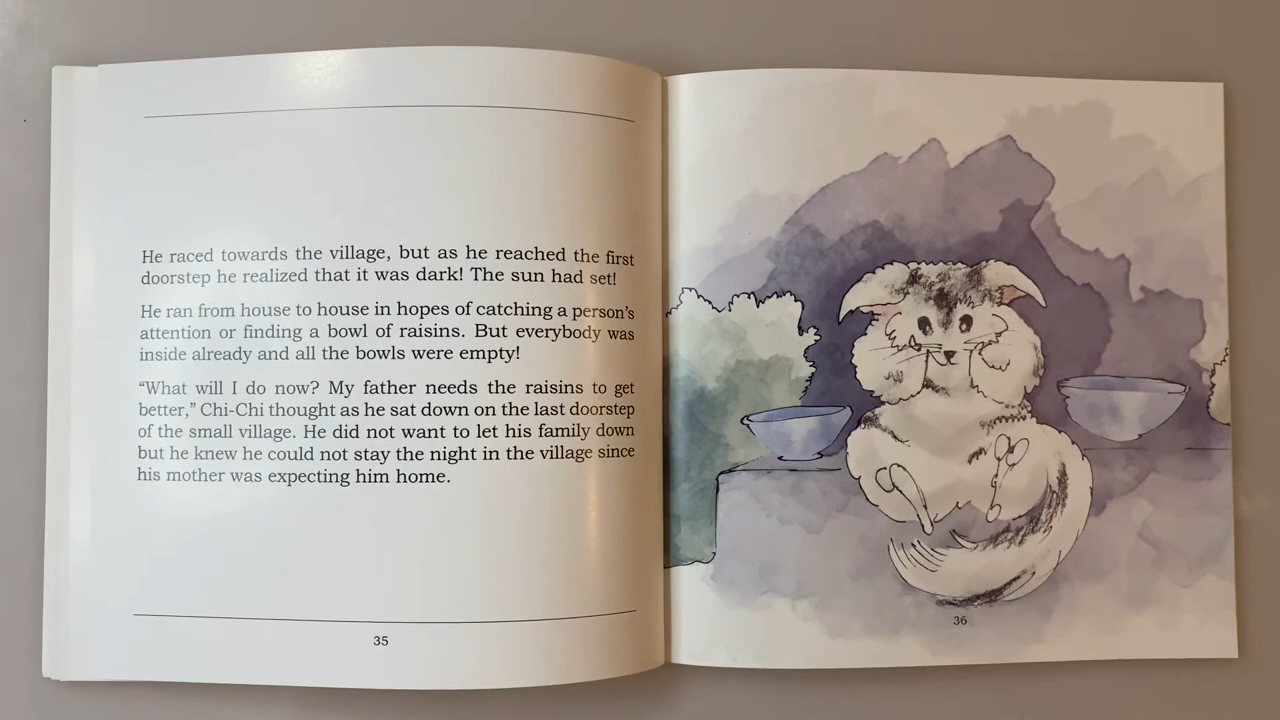 He raced towards the village, but as he reached the first
doorstep he realized that it was dark! The sun had set!
He ran from house to house in hopes of catching a person's
attention or finding a bowl of raisins. But everybody was
inside already and all the bowls were empty!
“What will I do now? My father needs the raisins to get
better,” Chi-Chi thought as he sat down on the last doorstep
of the small village. He did not want to let his family down
but he knew he could not stay the night in the village since
his mother was expecting him home.
35
36